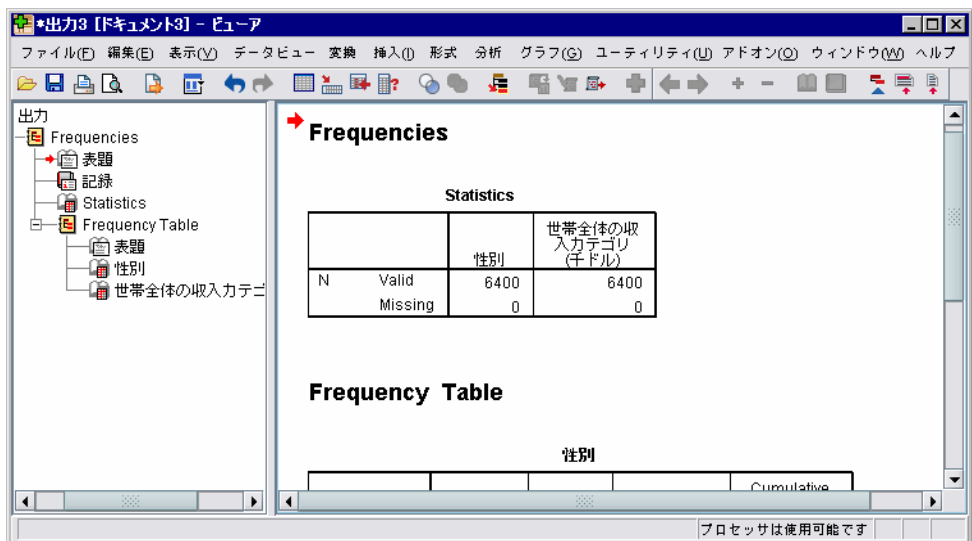 *出力3 [ドキュメント3] - ビューア
ファイル(F) 編集(E) 表示(V) データビュー 変換 挿入(I) 形式 分析 グラフ(G) ユーティリティ(U) アドオン(O) ウィンドウ(W) ヘルプ
出力
Frequencies
表題
記録
Statistics
Frequency Table
表題
性別
世帯全体の収入カテゴ
Frequencies
Statistics
性別
世帯全体の収
入カテゴリ
(千ドル)
N Valid 6400 6400
Missing 0 0
Frequency Table
性別
Cumulative
プロセッサは使用可能です